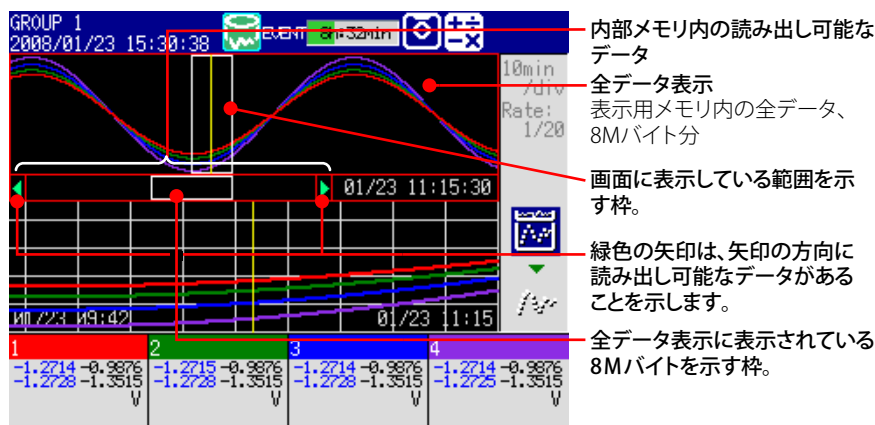 GROUP 1
2008/01/23 15:30:38
EVENT
8h:32min
10min
/div
Rate:
1/20
01/23 11:15:30
01/23 09:42
01/23 11:15
1
2
3
4
-1.2714 -0.9876
-1.2728 -1.3515
V
-1.2715 -0.9876
-1.2728 -1.3515
V
-1.2714 -0.9876
-1.2728 -1.3515
V
-1.2714 -0.9876
-1.2725 -1.3515
V
内部メモリ内の読み出し可能な
データ
全データ表示
表示用メモリ内の全データ、
8Mバイト分
画面に表示している範囲を示
す枠。
緑色の矢印は、矢印の方向に
読み出し可能なデータがある
ことを示します。
全データ表示に表示されている
8Mバイトを示す枠。